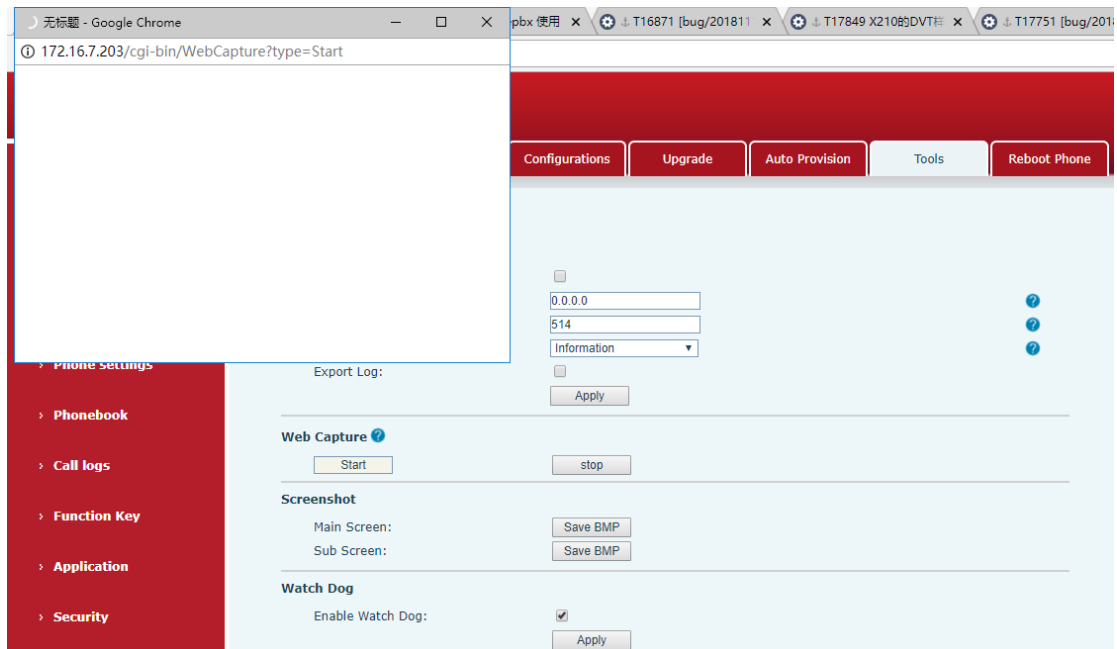 无标题 - Google Chrome
172.16.7.203/cgi-bin/WebCapture?type=Start
pbx 使用
T16871 [bug/201811
T17849 X210的DVT样
T17751 [bug/201
Configurations
Upgrade
Auto Provision
Tools
Reboot Phone
0.0.0.0
514
Information
Export Log:
Apply
Web Capture
Start
stop
Screenshot
Main Screen:
Save BMP
Sub Screen:
Save BMP
Watch Dog
Enable Watch Dog:
Apply
› Phone settings
› Phonebook
› Call logs
› Function Key
› Application
› Security